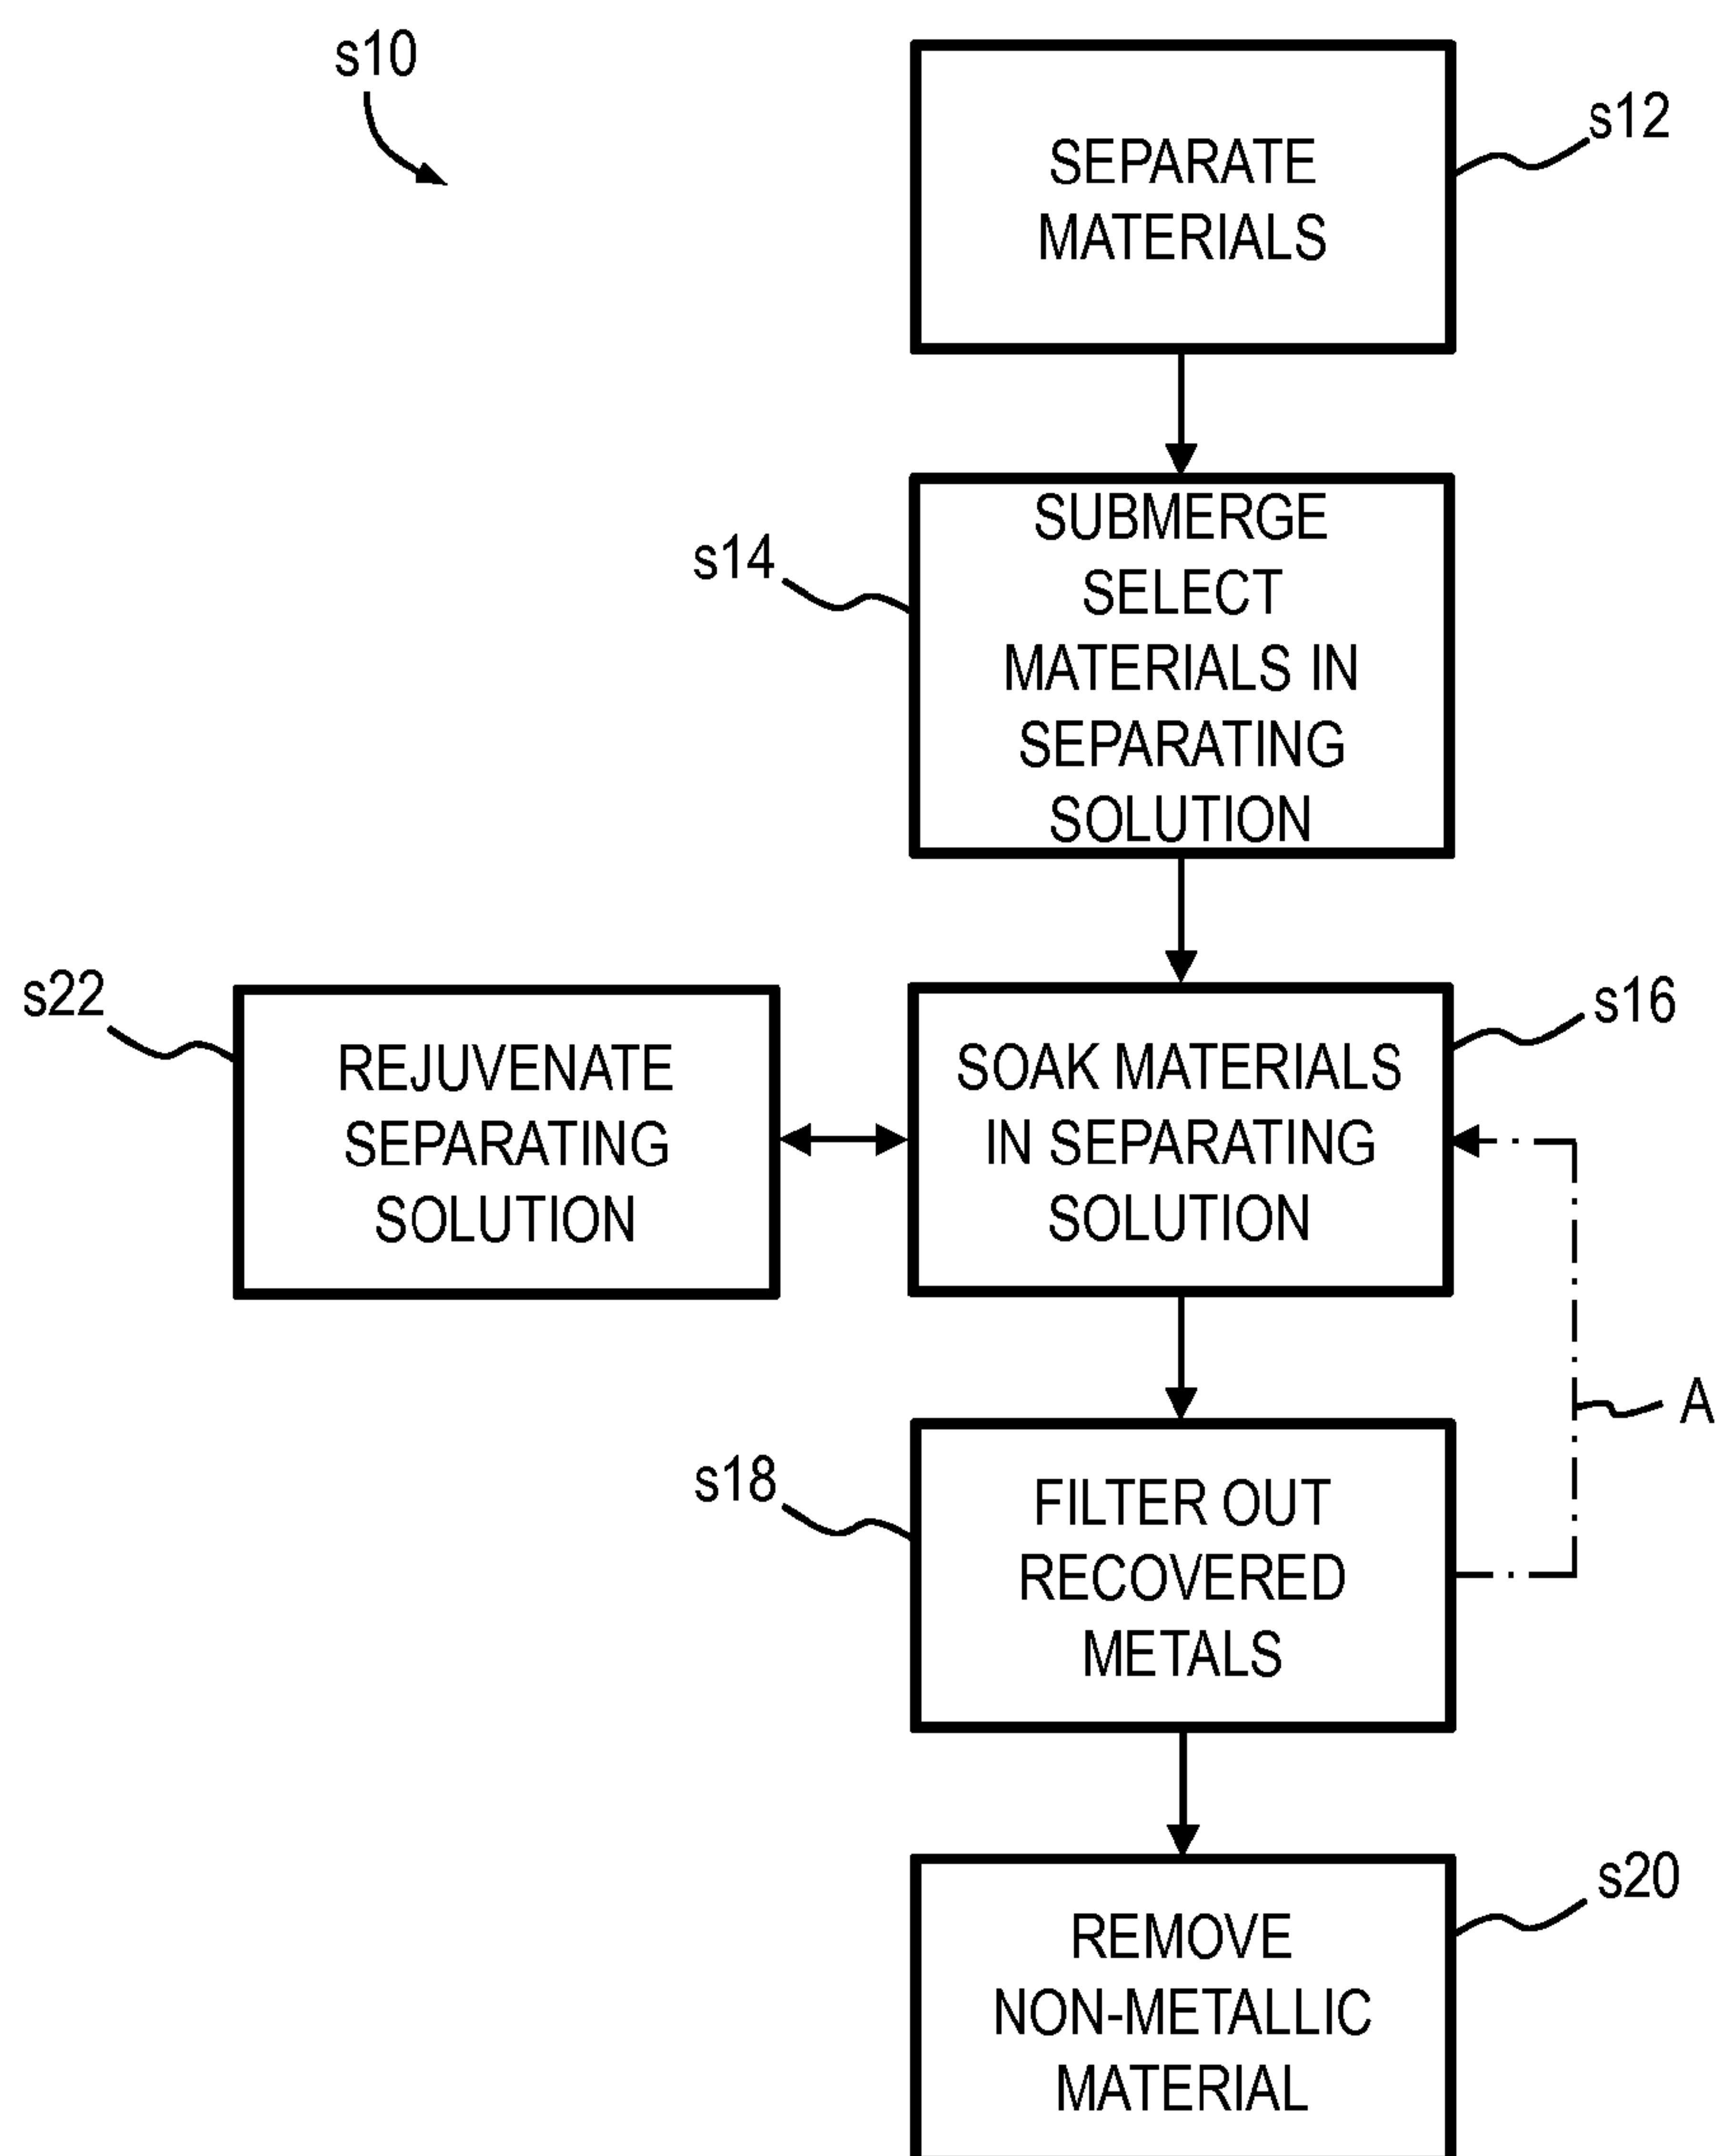 s10
SEPARATE
MATERIALS
s12
SUBMERGE
SELECT
MATERIALS IN
SEPARATING
SOLUTION
s14
s22
REJUVENATE
SEPARATING
SOLUTION
SOAK MATERIALS
IN SEPARATING
SOLUTION
s16
A
s18
FILTER OUT
RECOVERED
METALS
s20
REMOVE
NON-METALLIC
MATERIAL